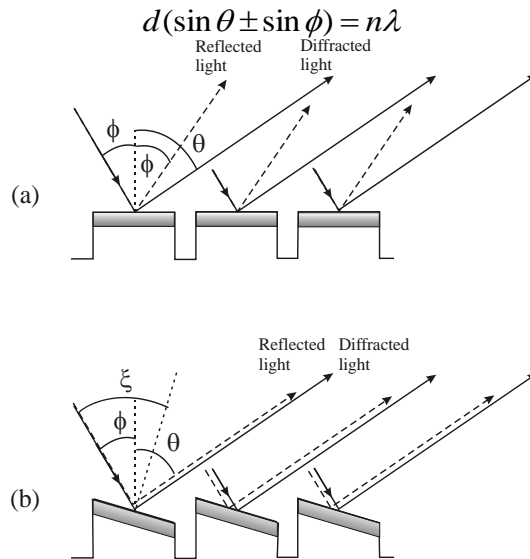 d(sin θ ± sin ϕ) = nλ
Reflected light
Diffracted light
ϕ
ϕ
θ
(a)
Reflected light
Diffracted light
ξ
ϕ
θ
(b)